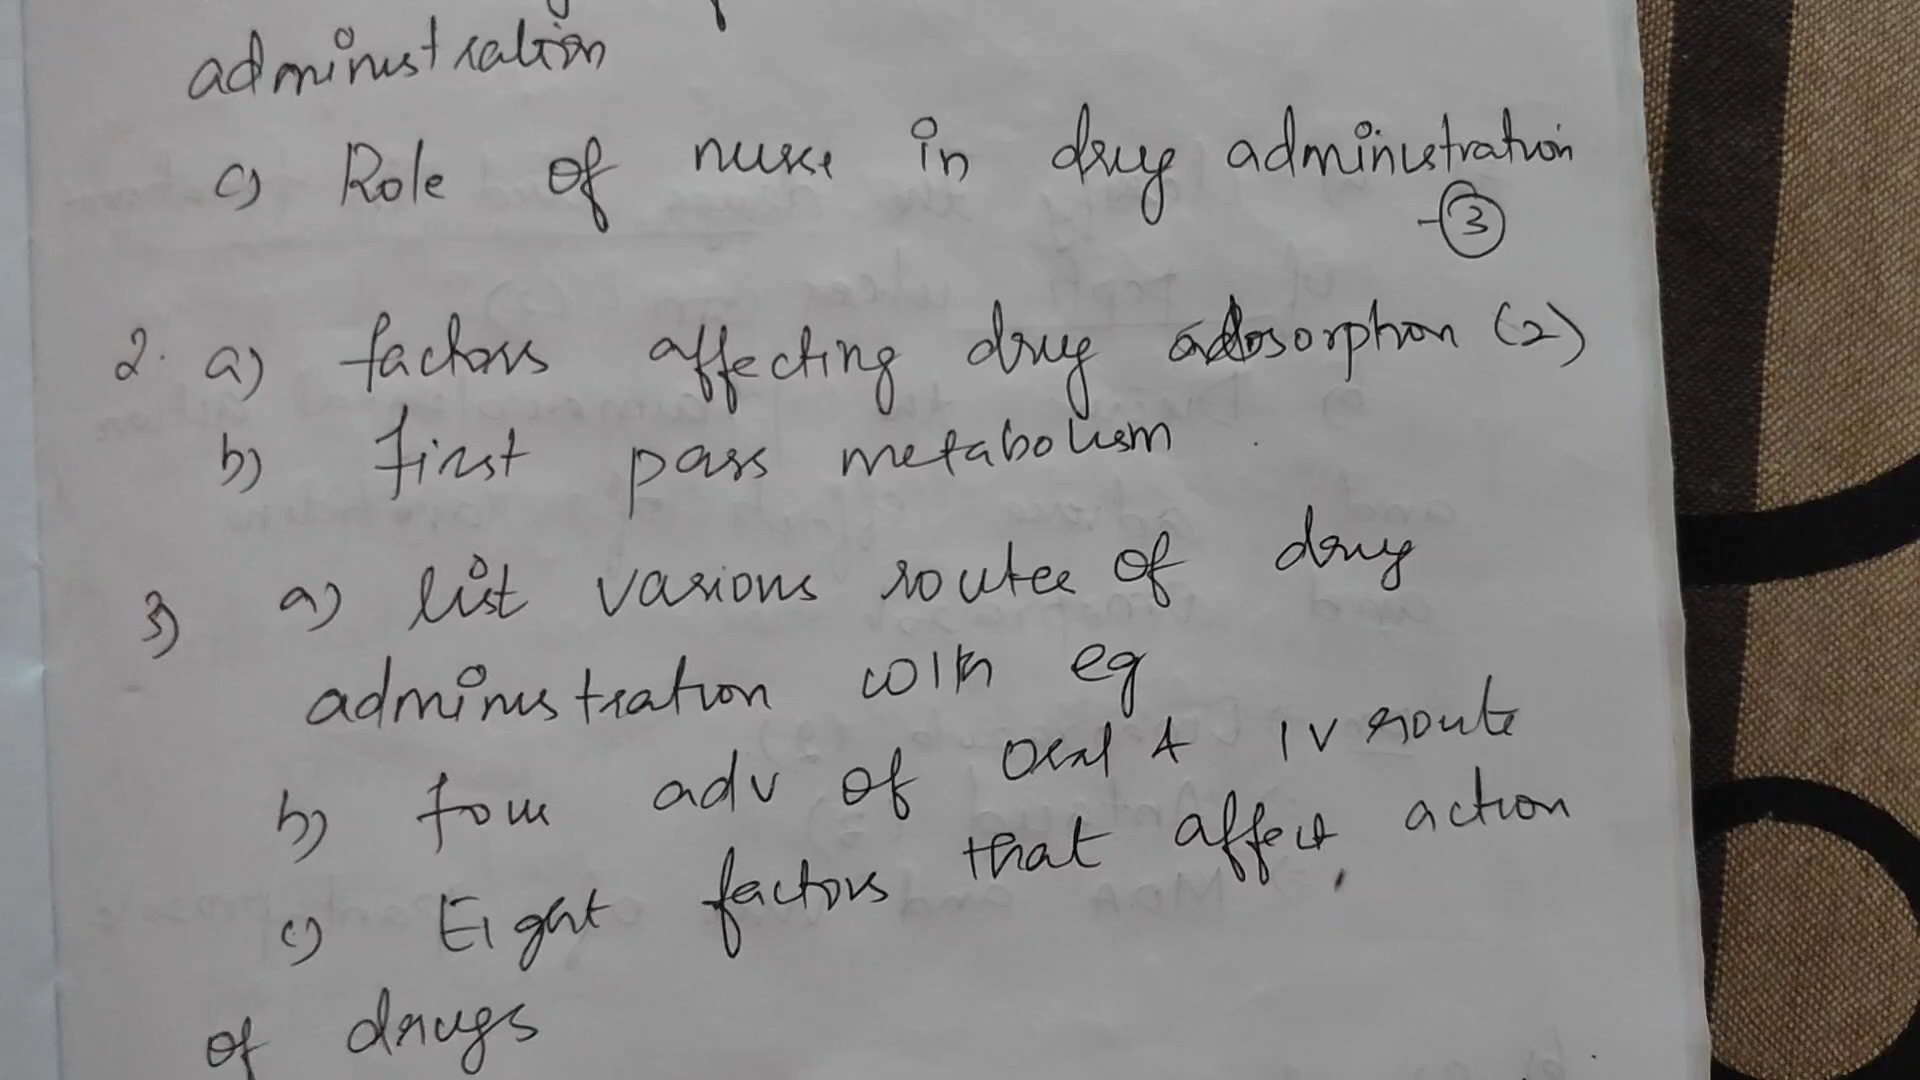 administration
c) Role of nurse in drug administration
- 3
2. a) factors affecting drug adosorption (2)
b) first pass metabolism
3) a) list various routes of drug
administration with eg
b) four adv of oral & IV route
c) Eight factors that affect action
of drugs